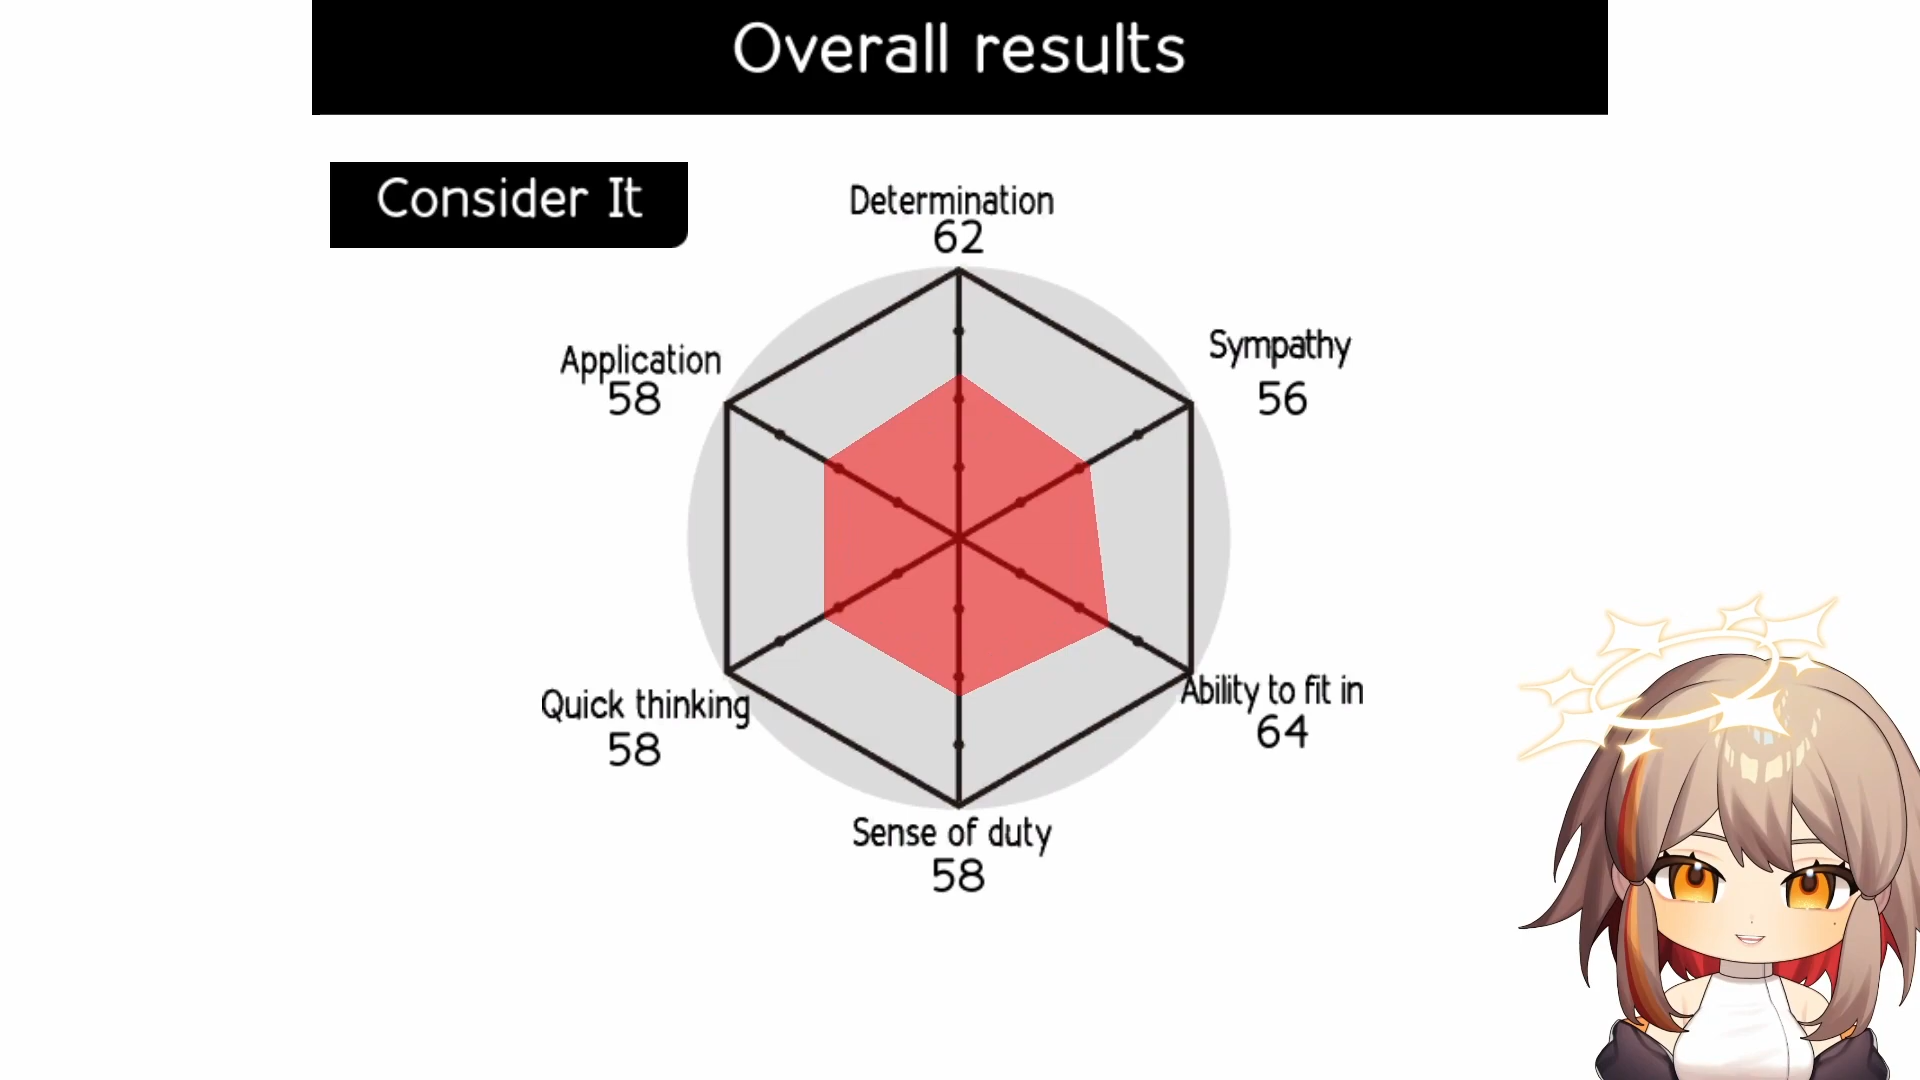 Overall results
Consider It
Determination
62
Sympathy
56
Application
58
Ability to fit in
64
Quick thinking
58
Sense of duty
58